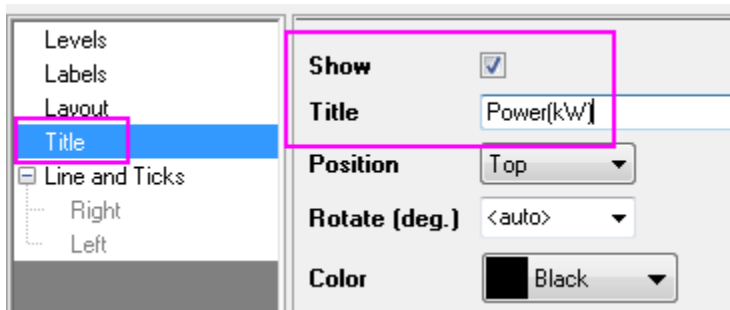 Levels
Labels
Layout
Title
Line and Ticks
Right
Left
Show
Title Power(kW)
Position Top
Rotate (deg.) <auto>
Color Black